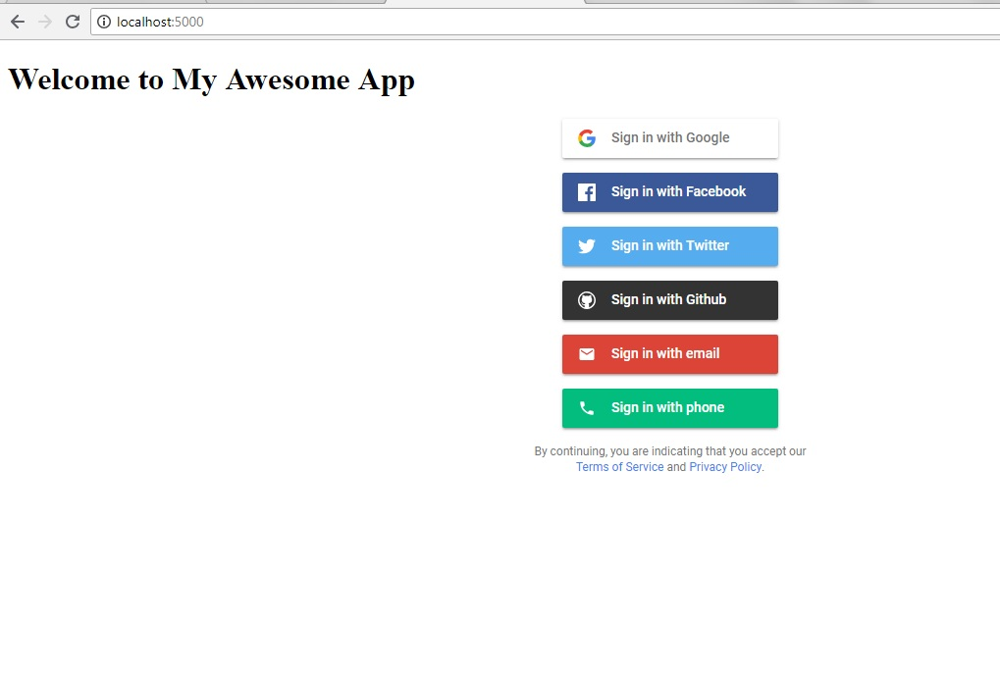 localhost:5000
Welcome to My Awesome App
Sign in with Google
Sign in with Facebook
Sign in with Twitter
Sign in with Github
Sign in with email
Sign in with phone
By continuing, you are indicating that you accept our
Terms of Service and Privacy Policy.